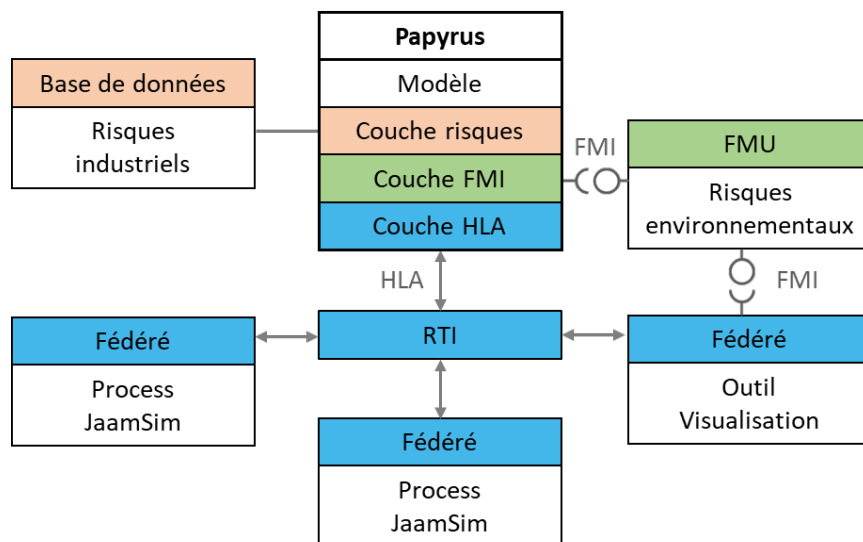 Papyrus
Modèle
Couche risques
Couche FMI
Couche HLA
Base de données
Risques
industriels
FMI
FMU
Risques
environnementaux
FMI
HLA
RTI
Fédéré
Process
JaamSim
Fédéré
Process
JaamSim
Fédéré
Outil
Visualisation